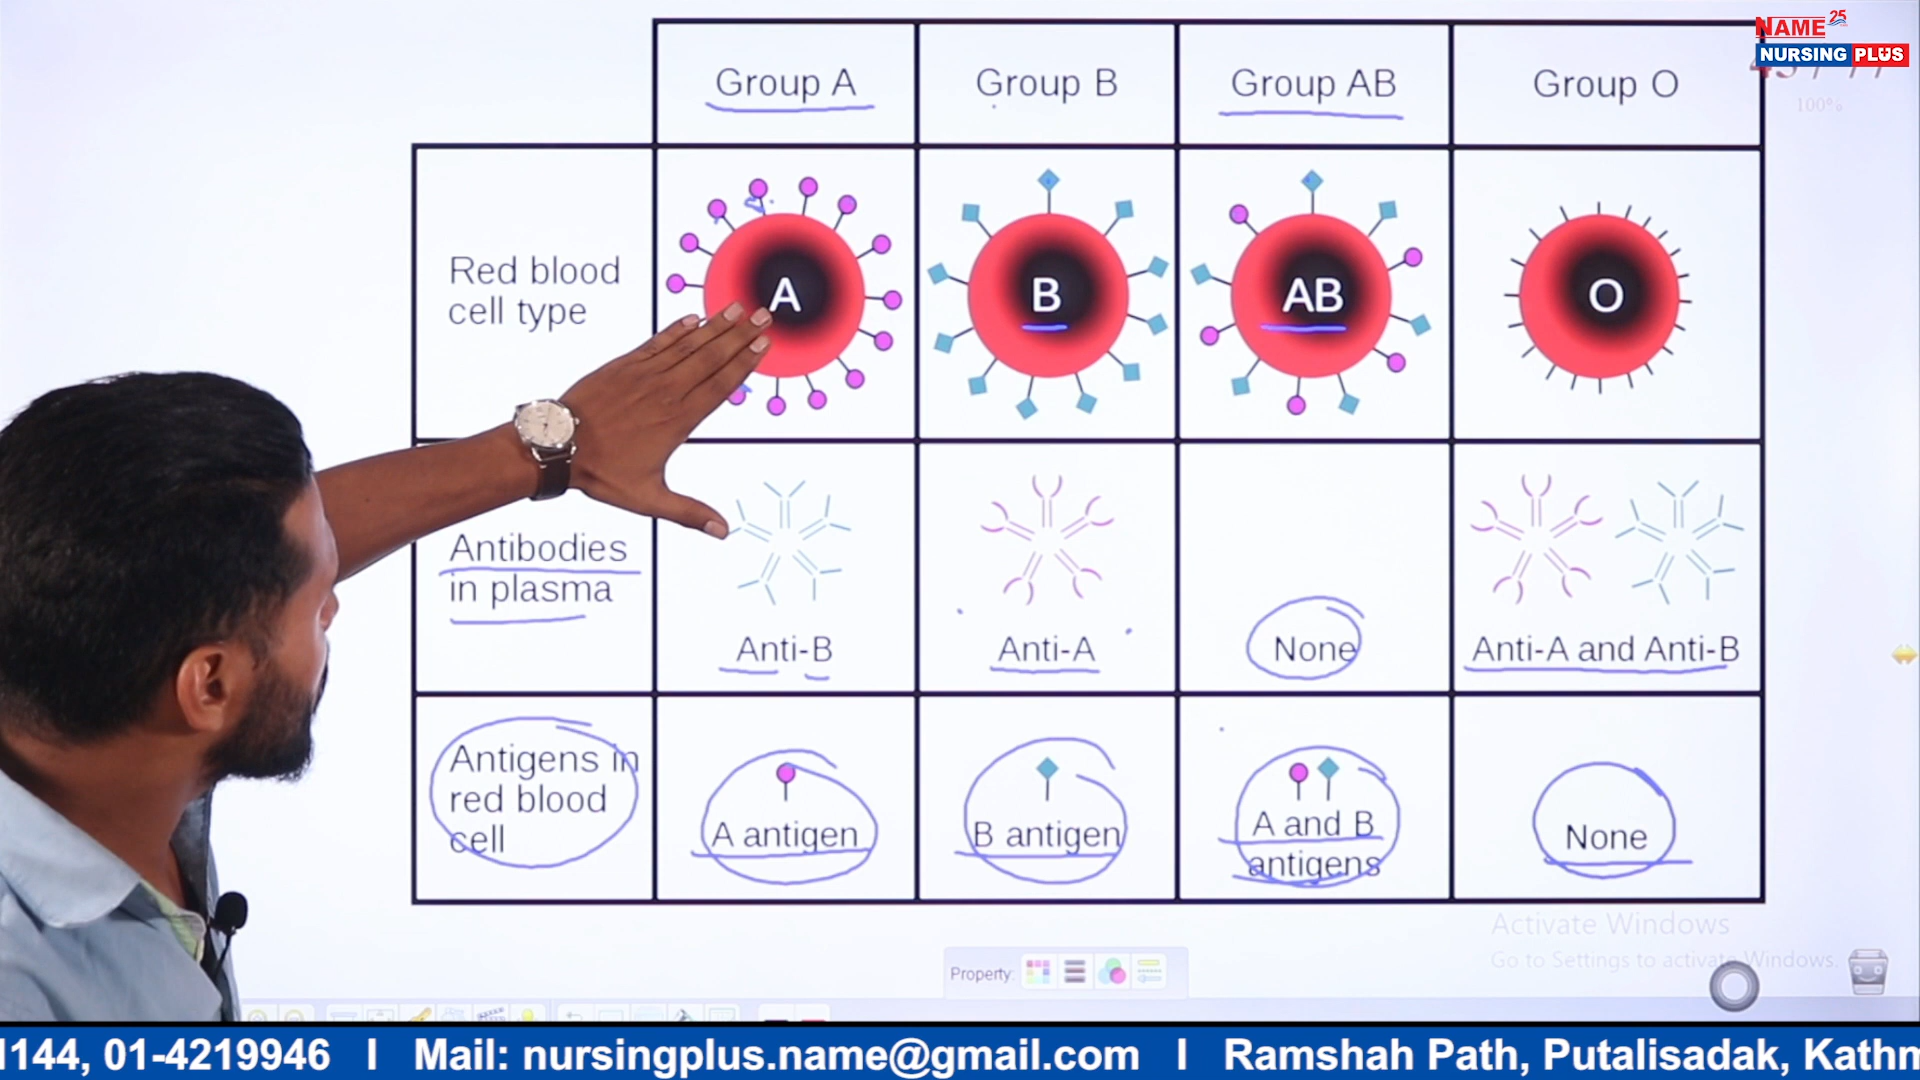 NAME 25
NURSING PLUS
100%
Group A
Group B
Group AB
Group O
Red blood
cell type
A
B
AB
O
Antibodies
in plasma
Anti-B
Anti-A
None
Anti-A and Anti-B
Antigens in
red blood
cell
A antigen
B antigen
A and B
antigens
None
Activate Windows
Go to Settings to activate Windows.
Property:
1144, 01-4219946 I Mail: nursingplus.name@gmail.com I Ramshah Path, Putalisadak, Kathm